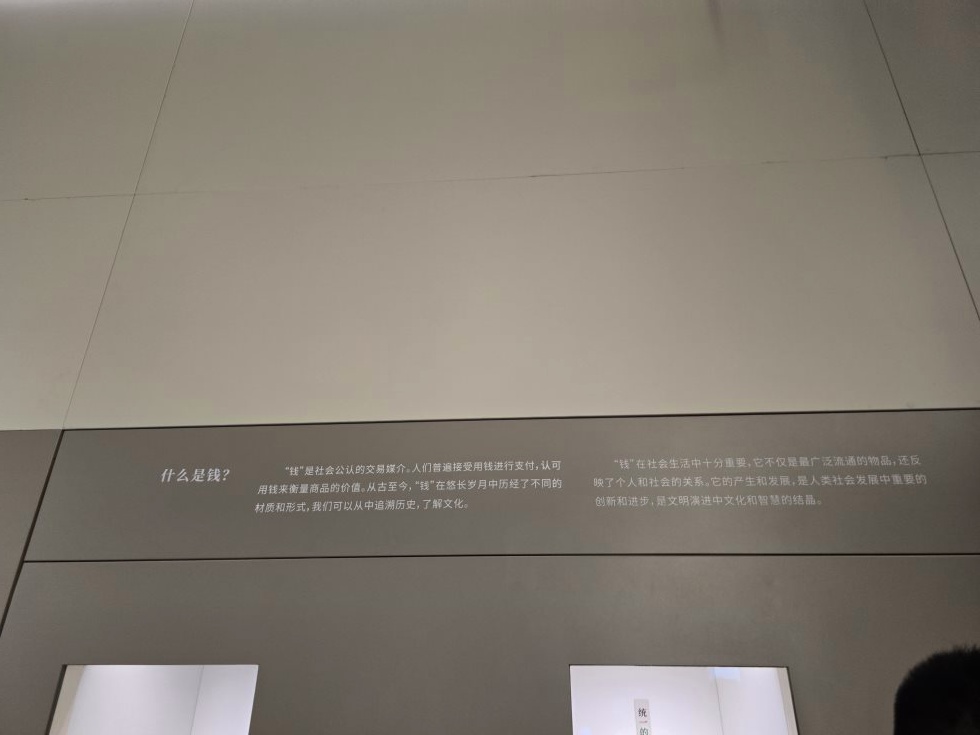 什么是钱？
“钱”是社会公认的交易媒介。人们普遍接受用钱进行支付，认可
用钱来衡量商品的价值。从古至今，“钱”在悠长岁月中历经了不同的
材质和形式，我们可以从中追溯历史，了解文化。
“钱”在社会生活中十分重要，它不仅是最广泛流通的物品，还反
映了个人和社会的关系。它的产生和发展，是人类社会发展中重要的
创新和进步，是文明演进中文化和智慧的结晶。
统一的